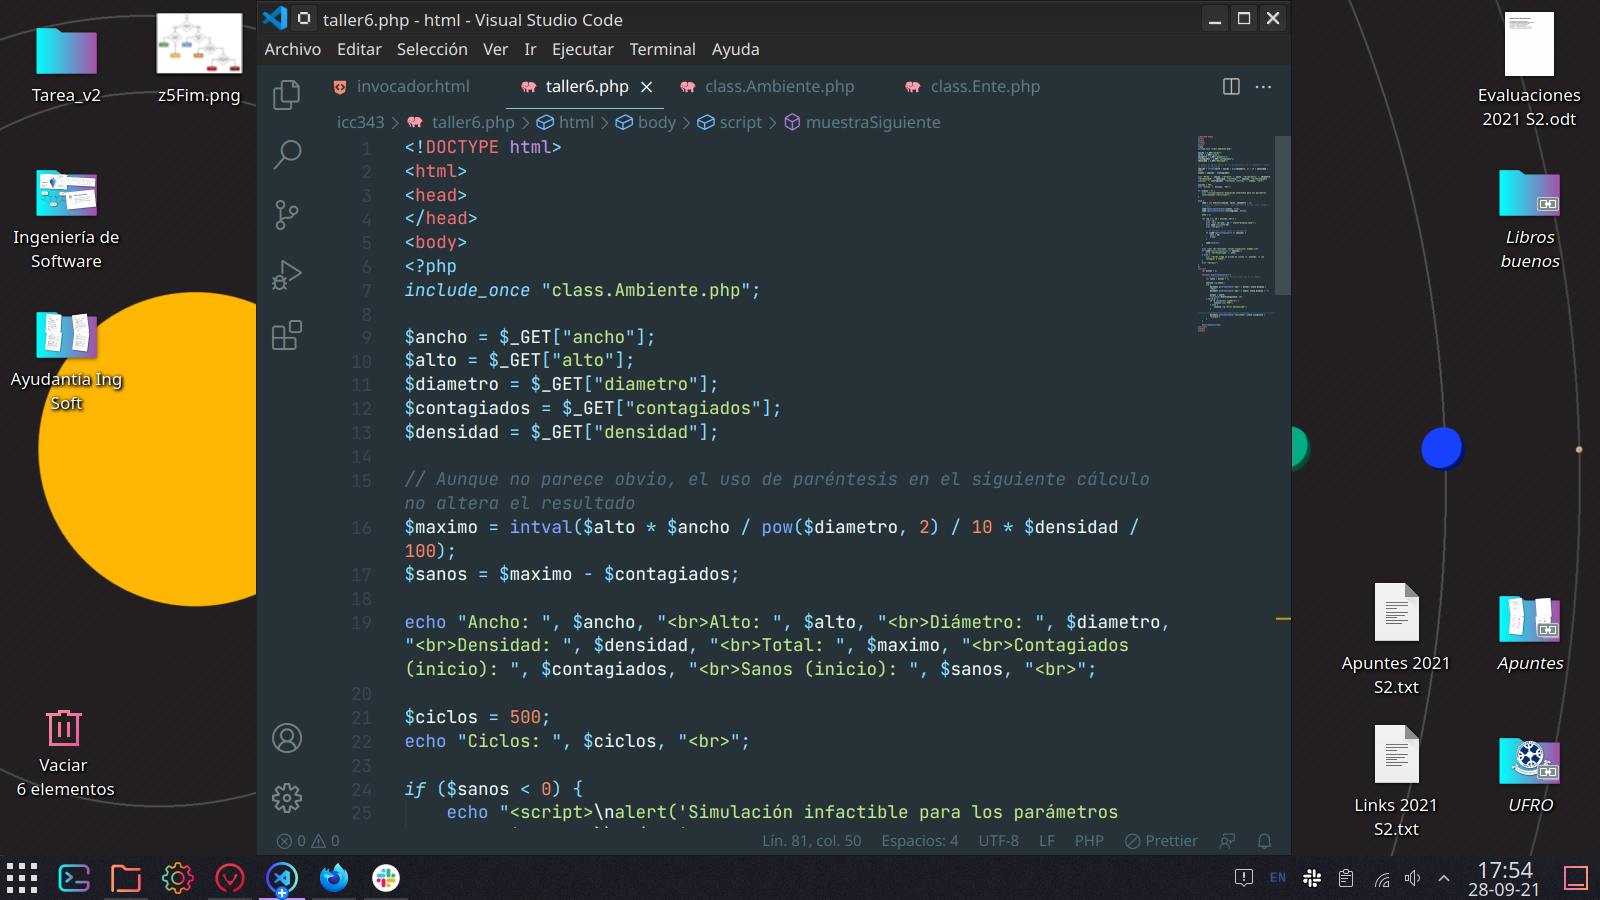 Tarea_v2
z5Fim.png
Ingeniería de
Software
Ayudantía Ing
Soft
Vaciar
6 elementos
taller6.php - html - Visual Studio Code
Archivo Editar Selección Ver Ir Ejecutar Terminal Ayuda
invocador.html taller6.php class.Ambiente.php class.Ente.php
icc343 > taller6.php > html > body > script > muestraSiguiente
1 <!DOCTYPE html>
2 <html>
3 <head>
4 </head>
5 <body>
6 <?php
7 include_once "class.Ambiente.php";
8
9 $ancho = $_GET["ancho"];
10 $alto = $_GET["alto"];
11 $diametro = $_GET["diametro"];
12 $contagiados = $_GET["contagiados"];
13 $densidad = $_GET["densidad"];
14
15 // Aunque no parece obvio, el uso de paréntesis en el siguiente cálculo
no altera el resultado
16 $maximo = intval($alto * $ancho / pow($diametro, 2) / 10 * $densidad /
100);
17 $sanos = $maximo - $contagiados;
18
19 echo "Ancho: ", $ancho, "<br>Alto: ", $alto, "<br>Diámetro: ", $diametro,
"<br>Densidad: ", $densidad, "<br>Total: ", $maximo, "<br>Contagiados
(inicio): ", $contagiados, "<br>Sanos (inicio): ", $sanos, "<br>";
20
21 $ciclos = 500;
22 echo "Ciclos: ", $ciclos, "<br>";
23
24 if ($sanos < 0) {
25 echo "<script>\nalert('Simulación infactible para los parámetros
0 0 Lín. 81, col. 50 Espacios: 4 UTF-8 LF PHP Prettier
Evaluaciones
2021 S2.odt
Libros
buenos
Apuntes 2021
S2.txt
Apuntes
Links 2021
S2.txt
UFRO
EN
17:54
28-09-21